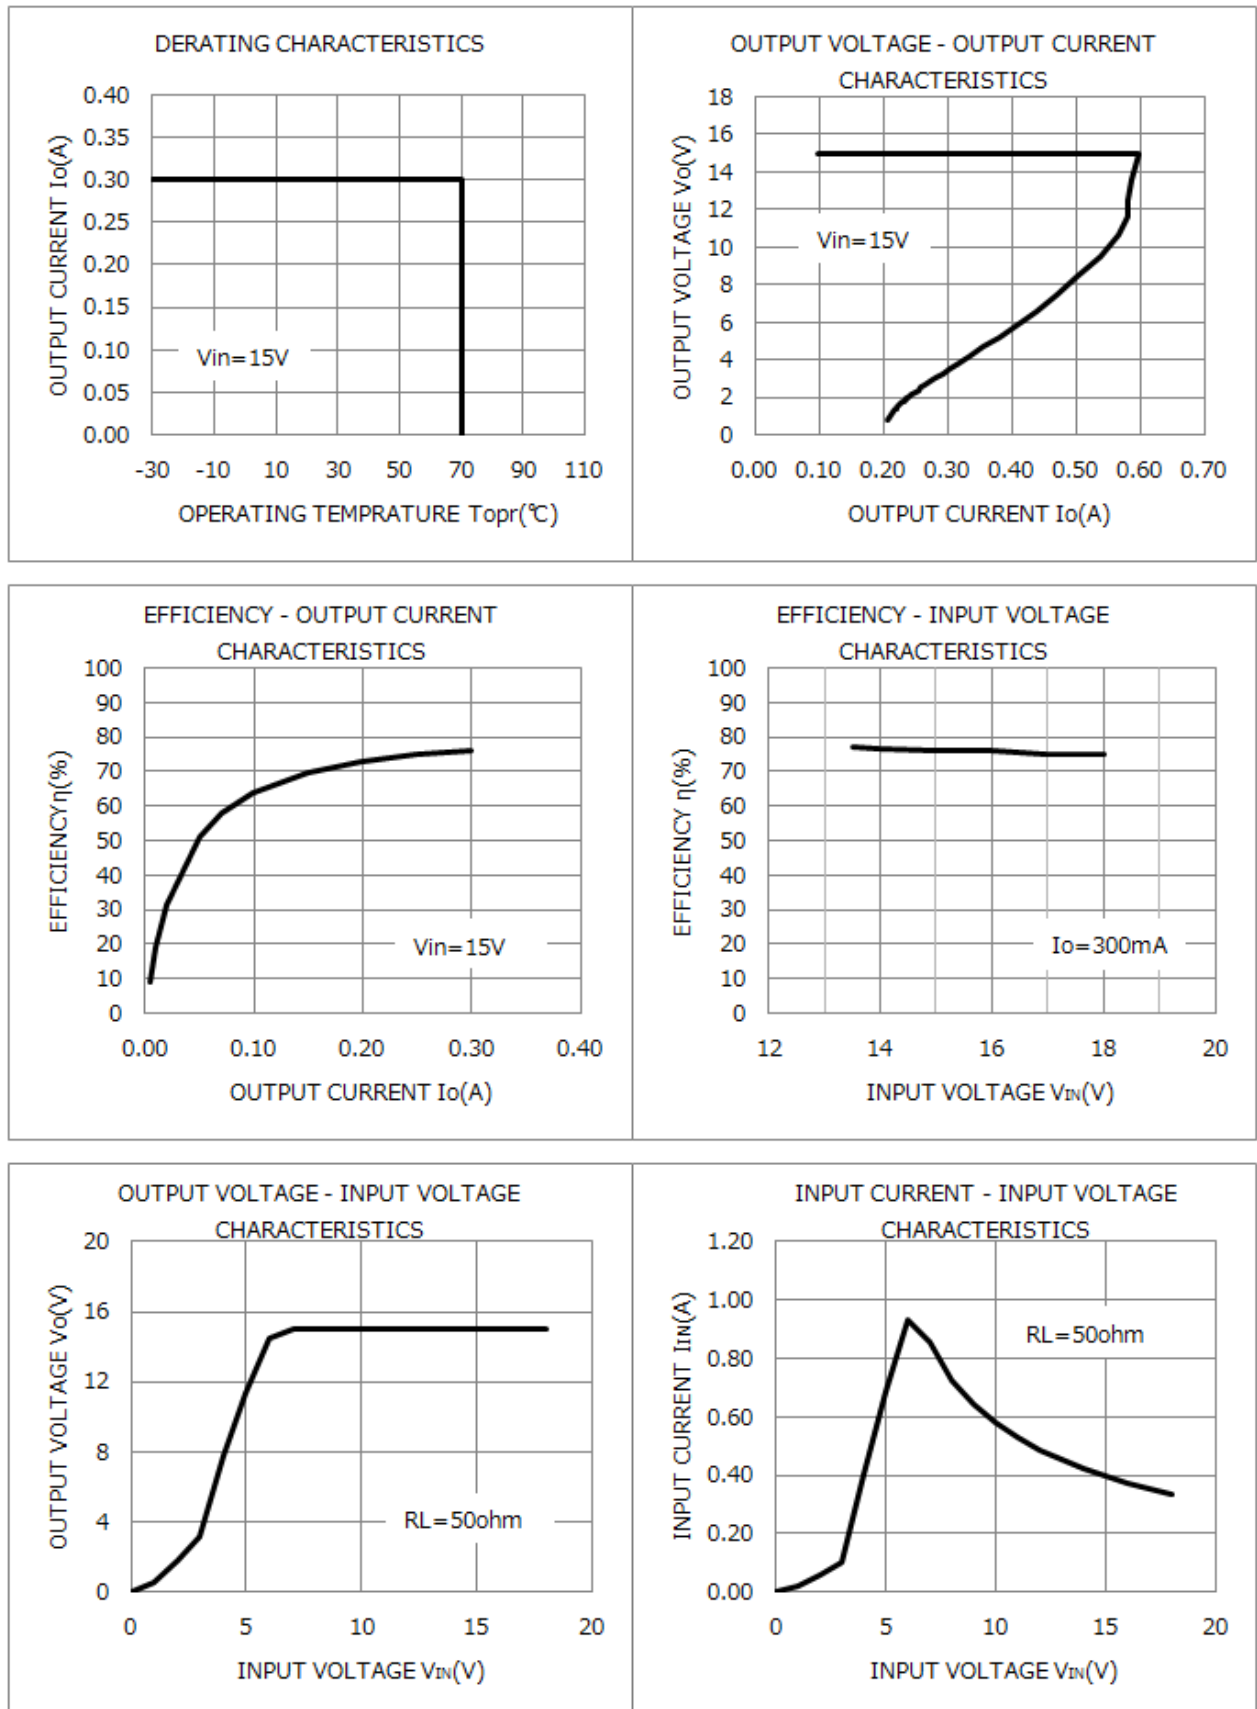 DERATING CHARACTERISTICS
0.40
0.35
0.30
0.25
0.20
0.15
0.10
0.05
0.00
OUTPUT CURRENT Io(A)
Vin=15V
-30 -10 10 30 50 70 90 110
OPERATING TEMPRATURE Topr(℃)
OUTPUT VOLTAGE - OUTPUT CURRENT
CHARACTERISTICS
18
16
14
12
10
8
6
4
2
0
OUTPUT VOLTAGE Vo(V)
Vin=15V
0.00 0.10 0.20 0.30 0.40 0.50 0.60 0.70
OUTPUT CURRENT Io(A)
EFFICIENCY - OUTPUT CURRENT
CHARACTERISTICS
100
90
80
70
60
50
40
30
20
10
0
EFFICIENCYη(%)
Vin=15V
0.00 0.10 0.20 0.30 0.40
OUTPUT CURRENT Io(A)
EFFICIENCY - INPUT VOLTAGE
CHARACTERISTICS
100
90
80
70
60
50
40
30
20
10
0
EFFICIENCY η(%)
Io=300mA
12 14 16 18 20
INPUT VOLTAGE VIN(V)
OUTPUT VOLTAGE - INPUT VOLTAGE
CHARACTERISTICS
20
16
12
8
4
0
OUTPUT VOLTAGE Vo(V)
RL=50ohm
0 5 10 15 20
INPUT VOLTAGE VIN(V)
INPUT CURRENT - INPUT VOLTAGE
CHARACTERISTICS
1.20
1.00
0.80
0.60
0.40
0.20
0.00
INPUT CURRENT IIN(A)
RL=50ohm
0 5 10 15 20
INPUT VOLTAGE VIN(V)